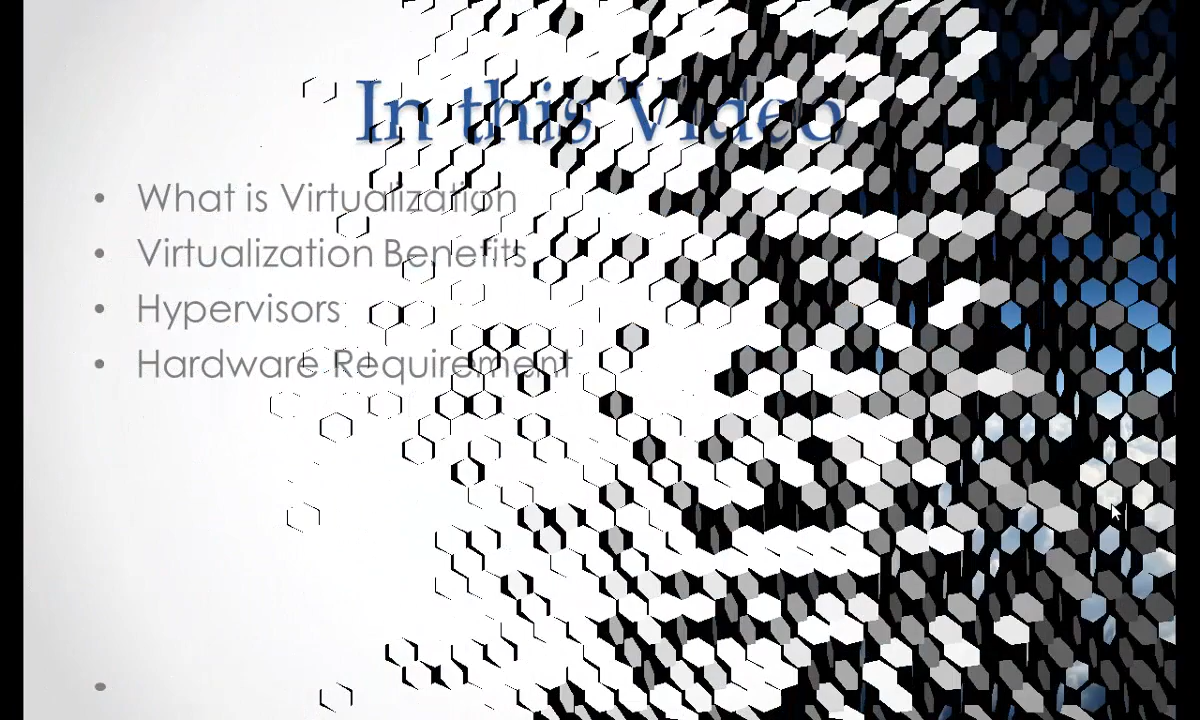 In this Video
• What is Virtualization
• Virtualization Benefits
• Hypervisors
• Hardware Requirement
•